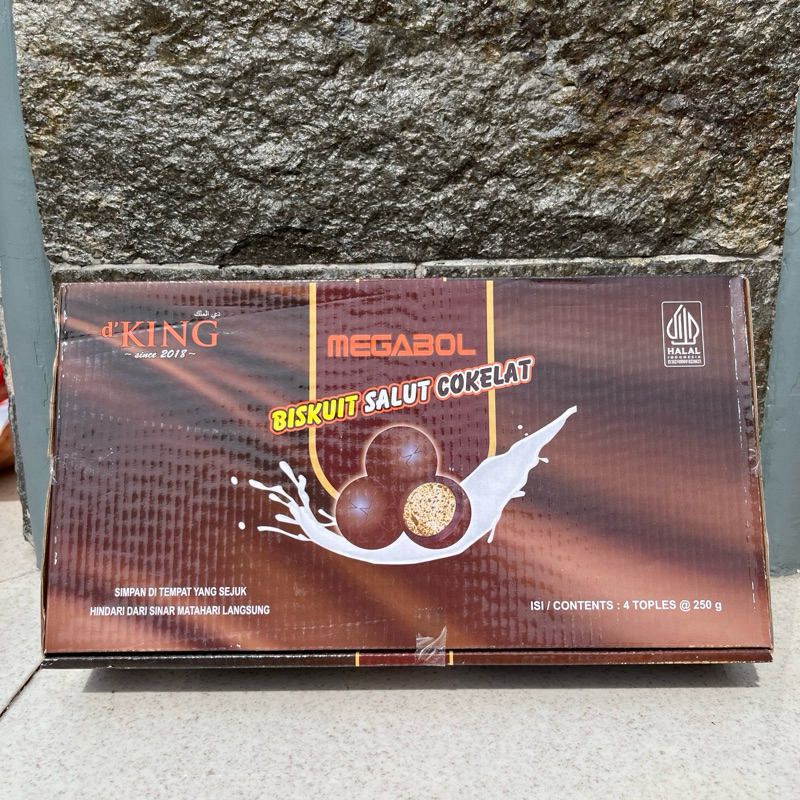 دي الملك
d'KING
~ since 2018 ~
MEGABOL
BISKUIT SALUT COKELAT
HALAL
INDONESIA
SIMPAN DI TEMPAT YANG SEJUK
HINDARI DARI SINAR MATAHARI LANGSUNG
ISI / CONTENTS : 4 TOPLES @ 250 g